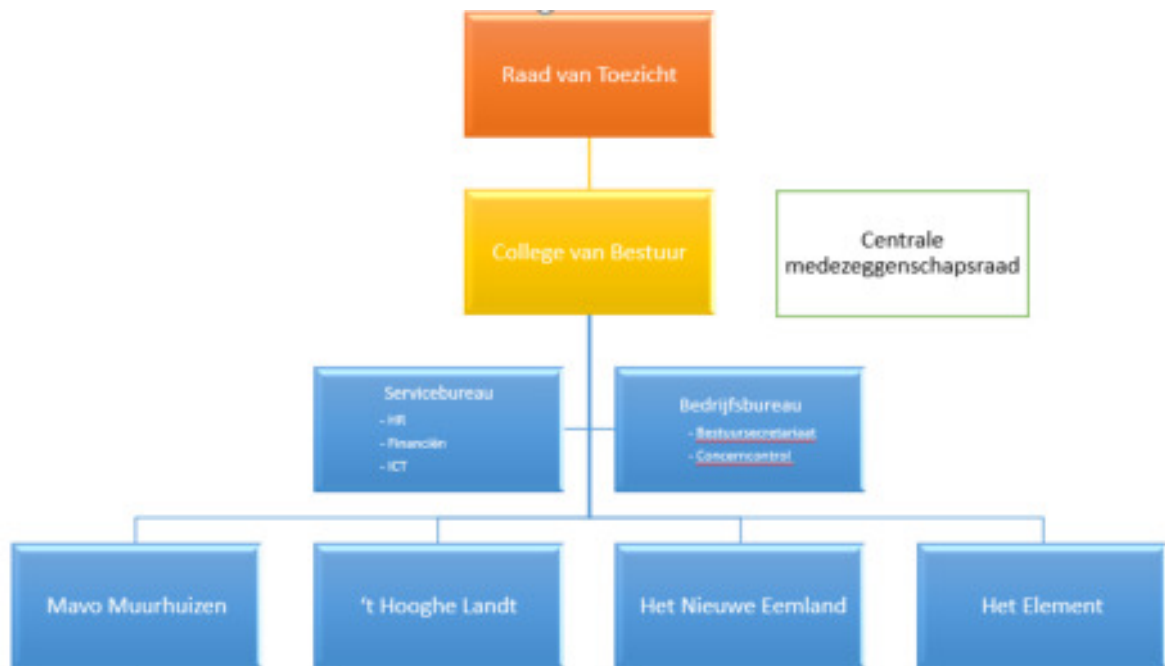 Raad van Toezicht
College van Bestuur
Centrale
medezeggenschapsraad
Servicebureau
- HR
- Financiën
- ICT
Bedrijfsbureau
- Bestuursecretariaat
- Concerncontrol
Mavo Muurhuizen
't Hooghe Landt
Het Nieuwe Eemland
Het Element